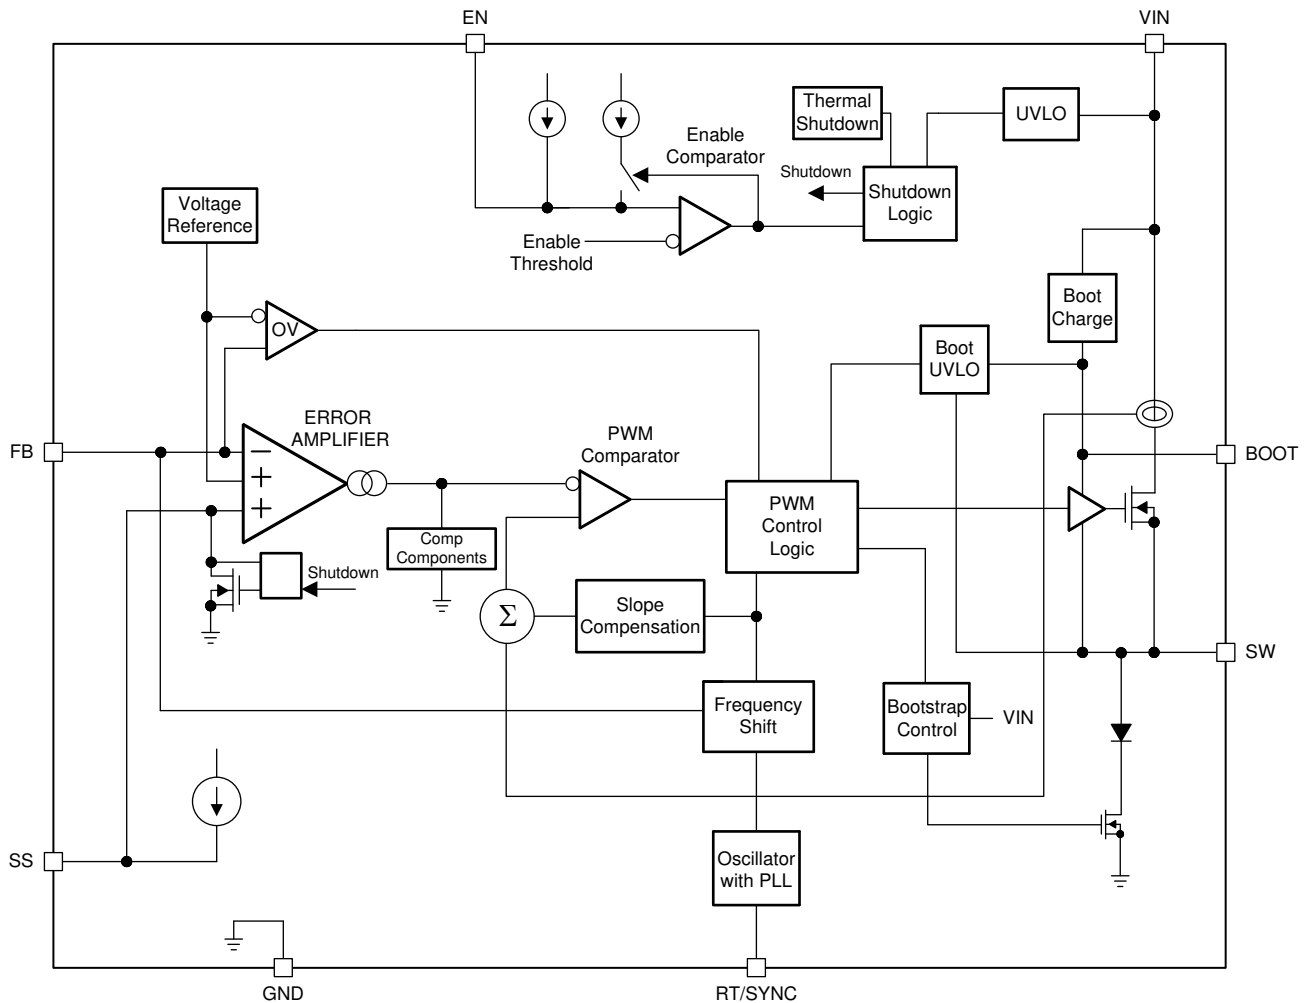 EN
VIN
Thermal
Shutdown
UVLO
Enable
Comparator
Shutdown
Shutdown
Logic
Voltage
Reference
Enable
Threshold
Boot
Charge
OV
Boot
UVLO
ERROR
AMPLIFIER
PWM
Comparator
FB
BOOT
−
+
+
PWM
Control
Logic
Comp
Components
Shutdown
Σ
Slope
Compensation
SW
Frequency
Shift
Bootstrap
Control
VIN
SS
Oscillator
with PLL
GND
RT/SYNC